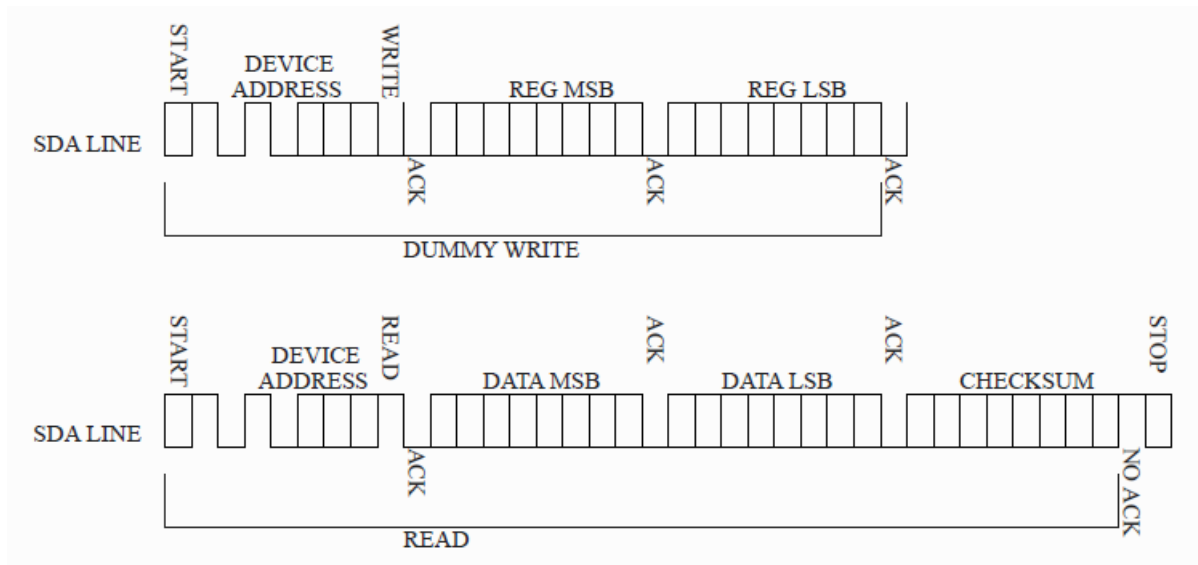 START
DEVICE
ADDRESS
WRITE
REG MSB
REG LSB
SDA LINE
ACK
ACK
ACK
DUMMY WRITE
START
DEVICE
ADDRESS
READ
DATA MSB
ACK
DATA LSB
ACK
CHECKSUM
STOP
SDA LINE
ACK
NO ACK
READ